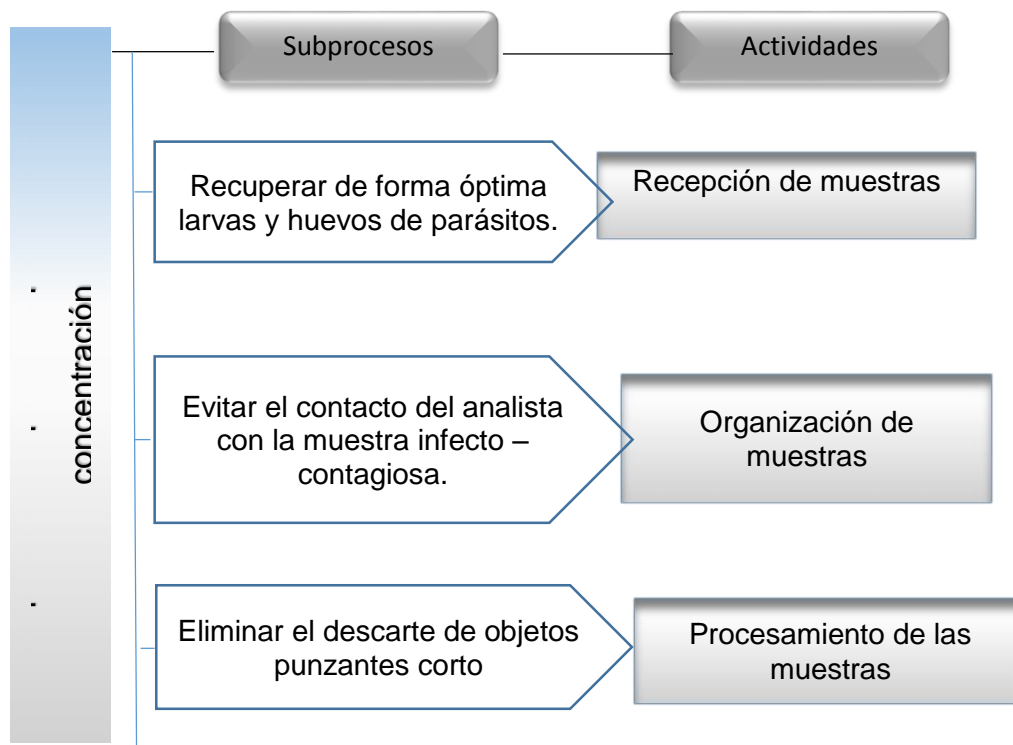 Subprocesos
Actividades
concentración
Recuperar de forma óptima
larvas y huevos de parásitos.
Recepción de muestras
Evitar el contacto del analista
con la muestra infecto –
contagiosa.
Organización de
muestras
Eliminar el descarte de objetos
punzantes corto
Procesamiento de las
muestras